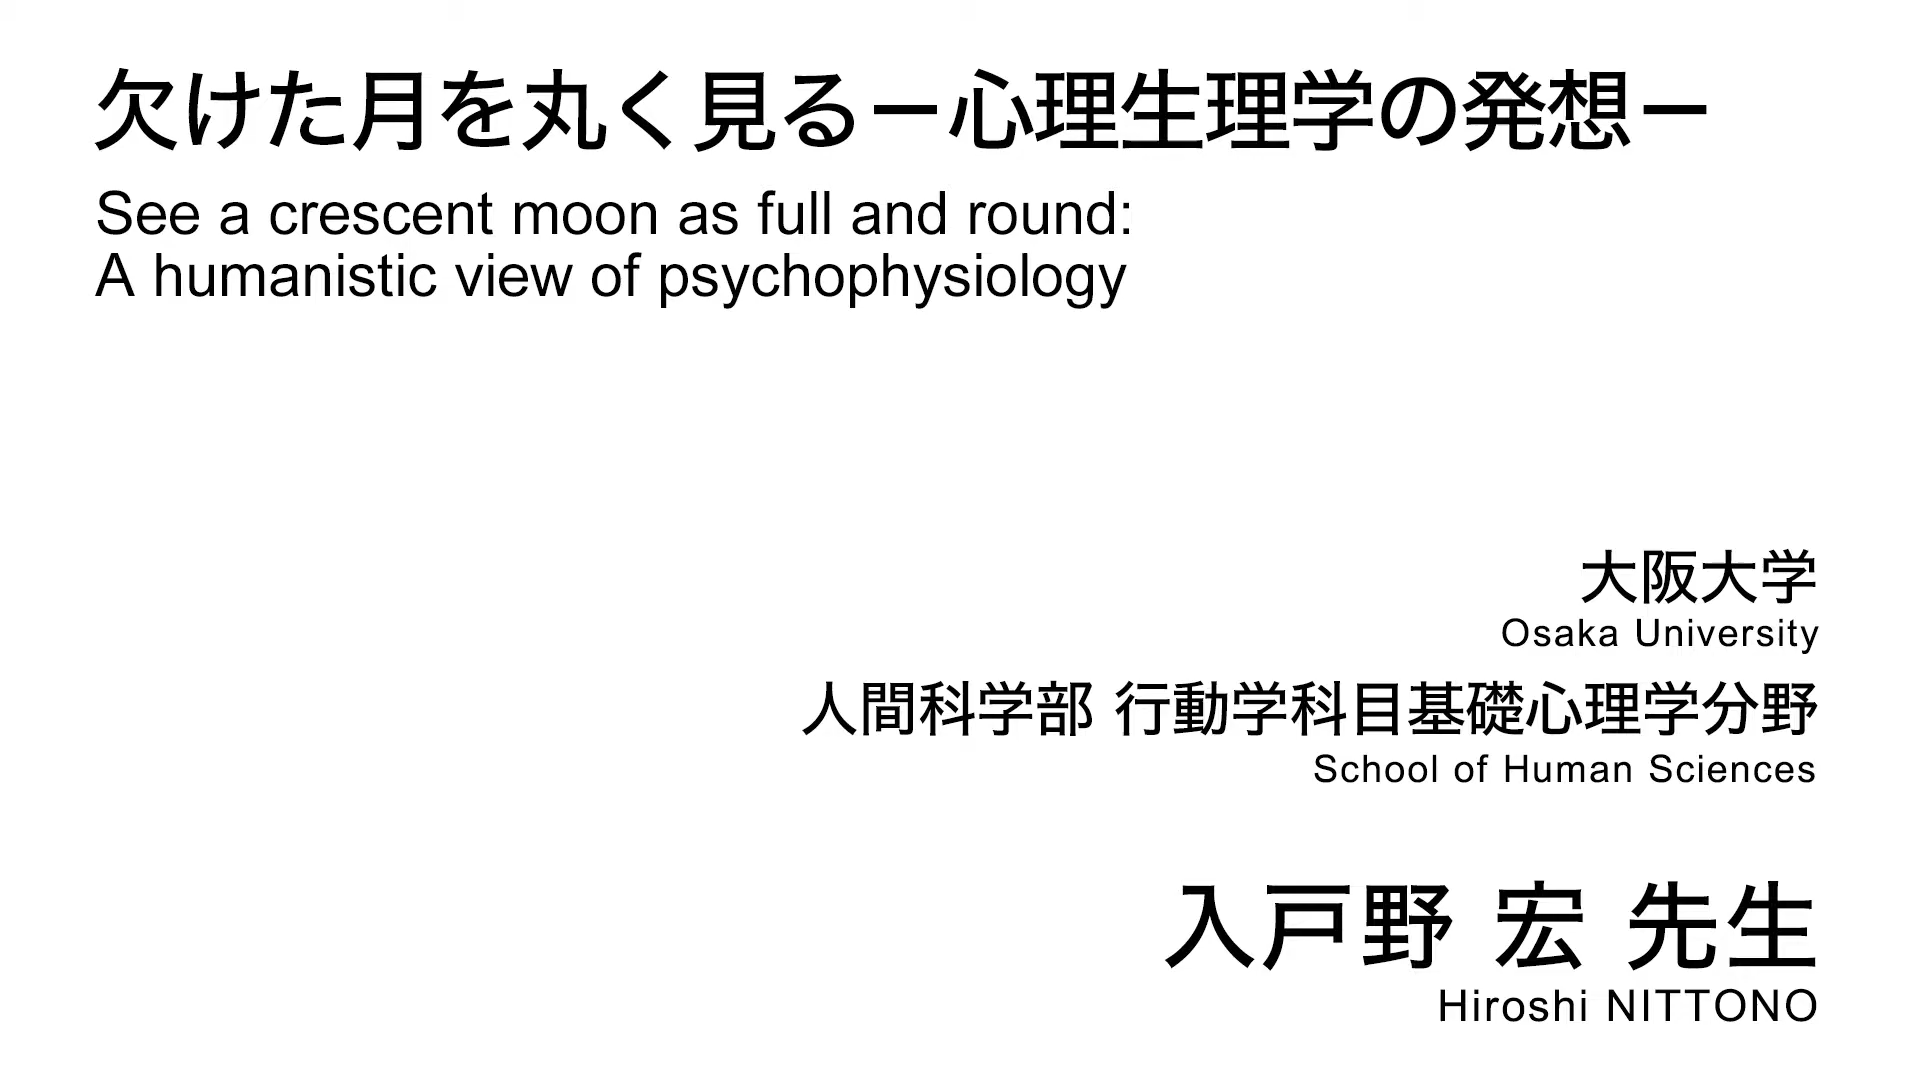 欠けた月を丸く見る－心理生理学の発想－
See a crescent moon as full and round:
A humanistic view of psychophysiology
大阪大学
Osaka University
人間科学部 行動学科目基礎心理学分野
School of Human Sciences
入戸野 宏 先生
Hiroshi NITTONO